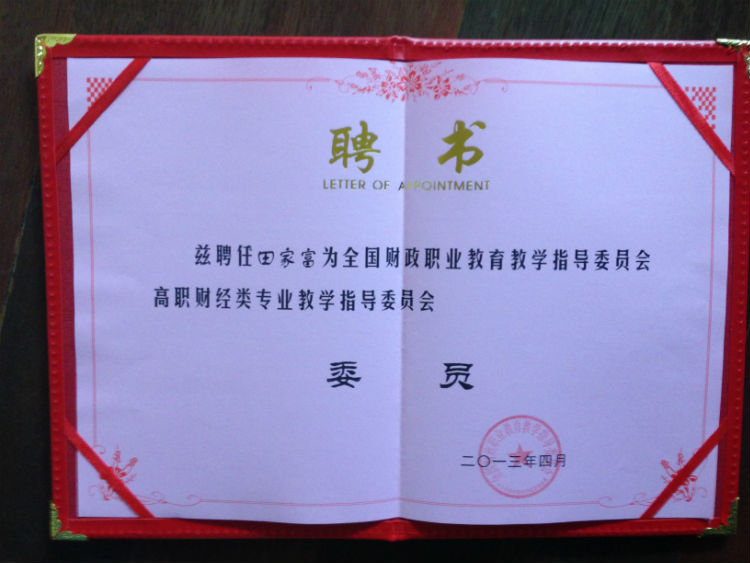 聘书
LETTER OF APPOINTMENT
兹聘任田家富为全国财政职业教育教学指导委员会
高职财经类专业教学指导委员会
委员
二〇一三年四月